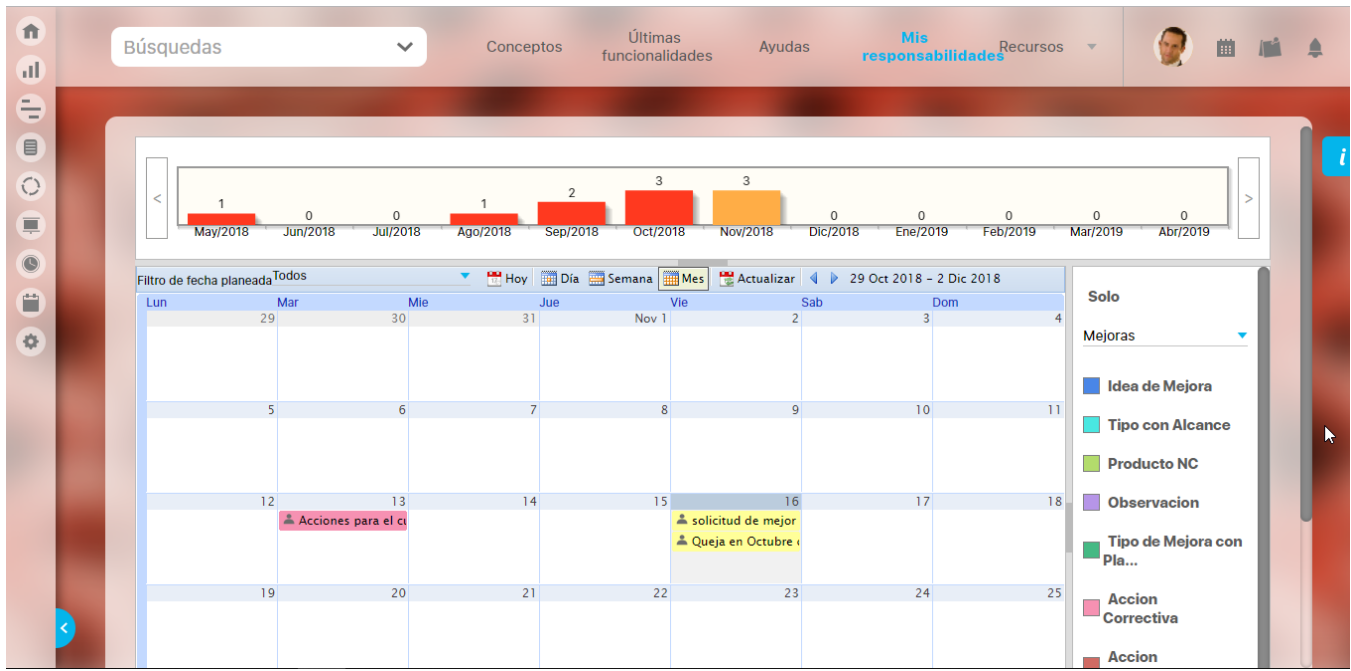 Búsquedas
Conceptos
Últimas
funcionalidades
Ayudas
Mis
responsabilidades
Recursos
i
<
1
0
0
1
2
3
3
0
0
0
0
0
>
May/2018
Jun/2018
Jul/2018
Ago/2018
Sep/2018
Oct/2018
Nov/2018
Dic/2018
Ene/2019
Feb/2019
Mar/2019
Abr/2019
Filtro de fecha planeada Todos
Hoy
Día
Semana
Mes
Actualizar
29 Oct 2018 – 2 Dic 2018
Lun Mar Mie Jue Vie Sab Dom
29 30 31 Nov 1 2 3 4
5 6 7 8 9 10 11
12 13 14 15 16 17 18
Acciones para el cu
solicitud de mejor
Queja en Octubre
19 20 21 22 23 24 25
Solo
Mejoras
Idea de Mejora
Tipo con Alcance
Producto NC
Observacion
Tipo de Mejora con
Pla...
Accion
Correctiva
Accion